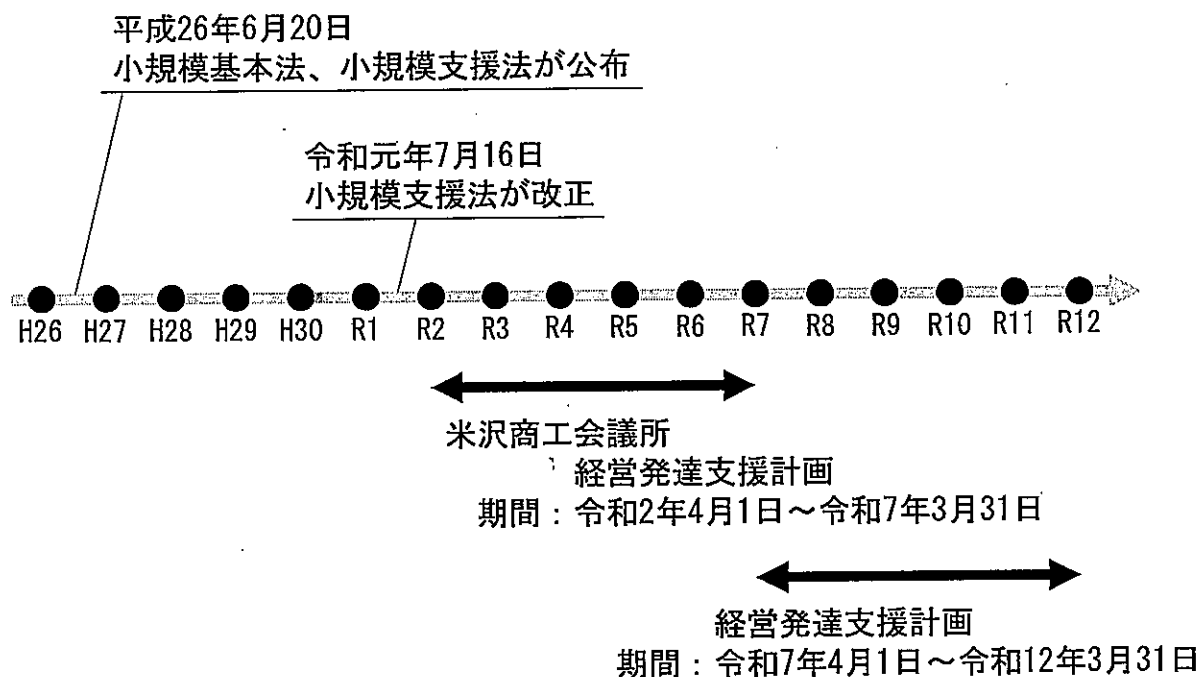 平成26年6月20日
小規模基本法、小規模支援法が公布
令和元年7月16日
小規模支援法が改正
H26 H27 H28 H29 H30 R1 R2 R3 R4 R5 R6 R7 R8 R9 R10 R11 R12
米沢商工会議所
経営発達支援計画
期間：令和2年4月1日～令和7年3月31日
経営発達支援計画
期間：令和7年4月1日～令和12年3月31日